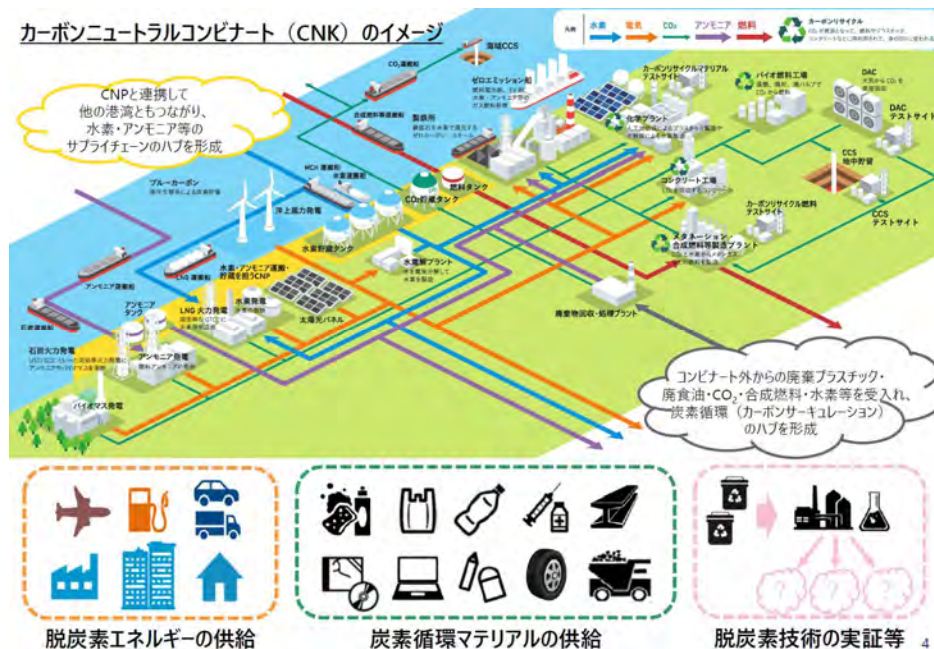 カーボンニュートラルコンビナート（CNK）のイメージ
凡例
水素
電気
CO₂
アンモニア
燃料
カーボンリサイクル
CNPと連携して
他の港湾ともつながり、
水素・アンモニア等の
サプライチェーンのハブを形成
CO₂運搬船
海域CCS
合成燃料等運搬船
ゼロエミッション船
製鉄所
カーボンリサイクルマテリアル
テストサイト
化学プラント
バイオ燃料工場
DAC
DAC
テストサイト
CCS
地中貯留
CCS
テストサイト
コンクリート工場
カーボンリサイクル燃料
テストサイト
メタネーション・
合成燃料等製造プラント
ブルーカーボン
洋上風力発電
MCH 運搬船
水素運搬船
CO₂貯蔵タンク
燃料タンク
水素貯蔵タンク
水電解プラント
LNG 運搬船
アンモニア運搬船
水素・アンモニア運搬・
貯蔵を担うCNP
太陽光パネル
廃棄物回収・処理プラント
石炭運搬船
アンモニア
タンク
LNG 火力発電
水素発電
石炭火力発電
アンモニア発電
バイオマス発電
コンビナート外からの廃棄プラスチック・
廃食油・CO₂・合成燃料・水素等を受入れ、
炭素循環（カーボンサーキュレーション）
のハブを形成
? ? ?
脱炭素エネルギーの供給
炭素循環マテリアルの供給
脱炭素技術の実証等
4